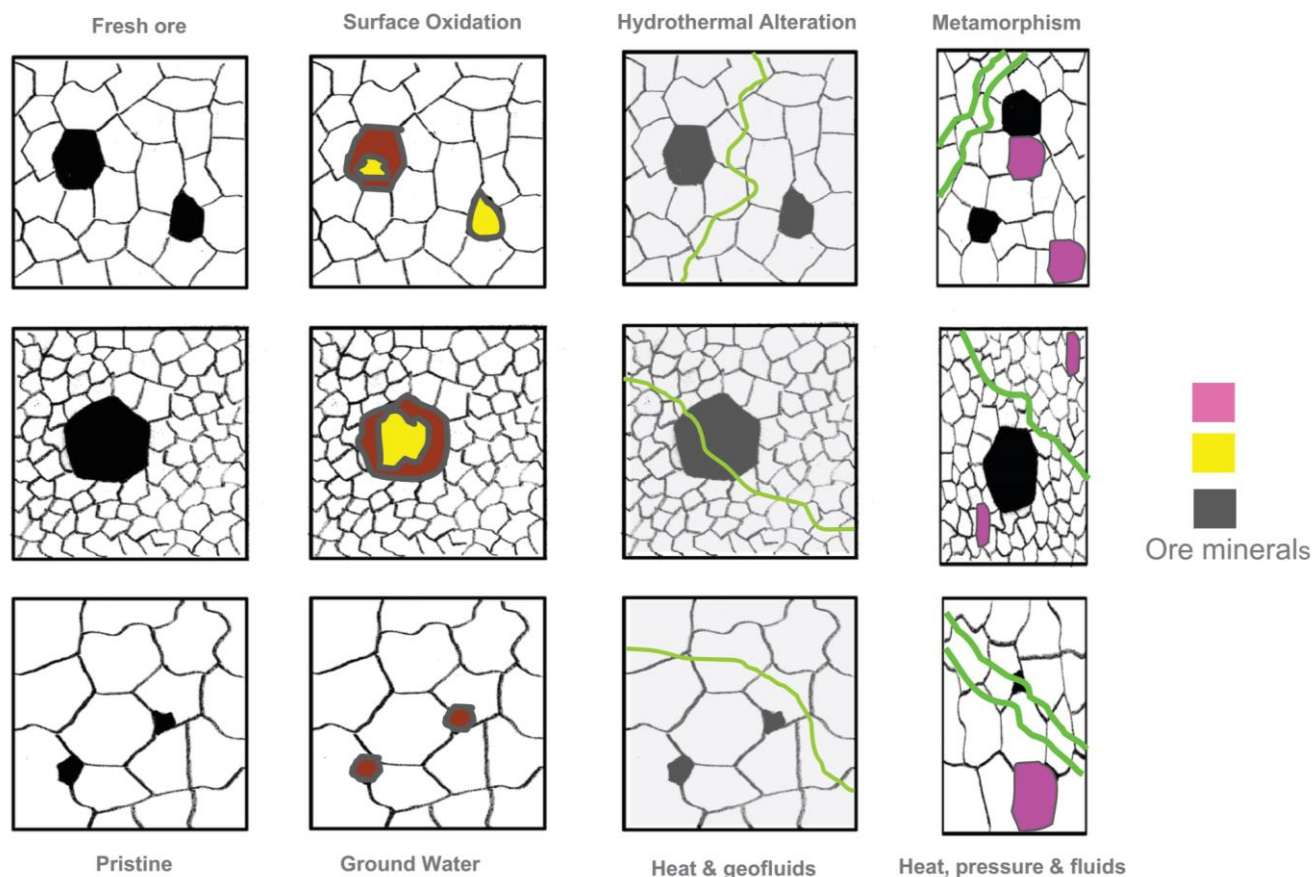 Fresh ore
Surface Oxidation
Hydrothermal Alteration
Metamorphism
Ore minerals
Pristine
Ground Water
Heat & geofluids
Heat, pressure & fluids